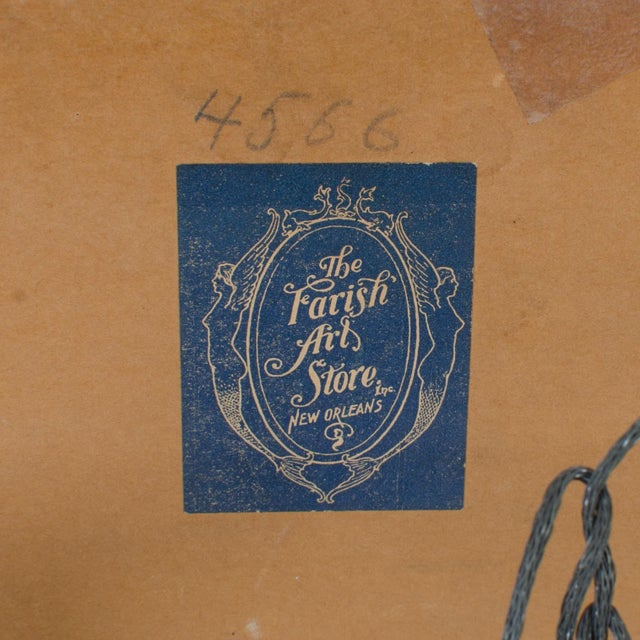 4566
The
Farish
Art
Store, Inc.
NEW ORLEANS